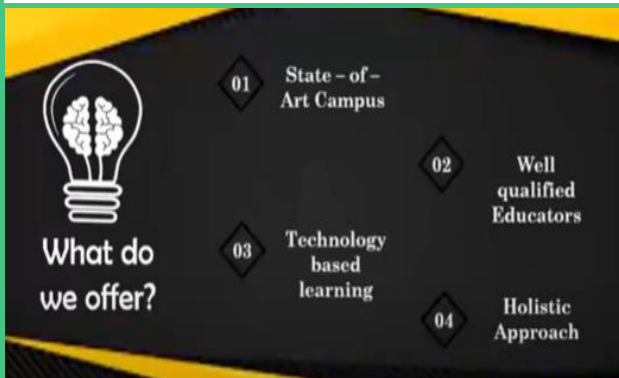 What do
we offer?
01
State – of –
Art Campus
02
Well
qualified
Educators
03
Technology
based
learning
04
Holistic
Approach